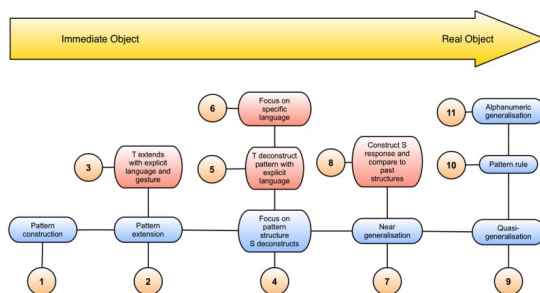 Immediate Object
Real Object
6
Focus on
specific
language
11
Alphanumeric
generalisation
3
T extends with
explicit
language and
gesture
5
T deconstruct
pattern with
explicit
language
8
Construct S
response and
compare to
past
structures
10
Pattern rule
Pattern
construction
Pattern
extension
Focus on
pattern
structure
S deconstructs
Near
generalisation
Quasi-
generalisation
1
2
4
7
9